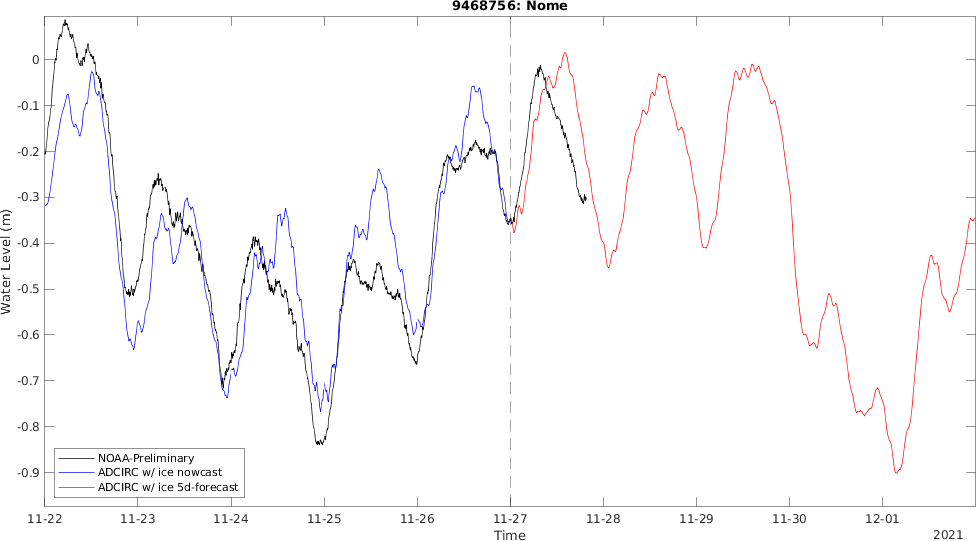 9468756: Nome
0
-0.1
-0.2
-0.3
-0.4
-0.5
-0.6
-0.7
-0.8
-0.9
Water Level (m)
NOAA-Preliminary
ADCIRC w/ ice nowcast
ADCIRC w/ ice 5d-forecast
11-22 11-23 11-24 11-25 11-26 11-27 11-28 11-29 11-30 12-01
Time
2021